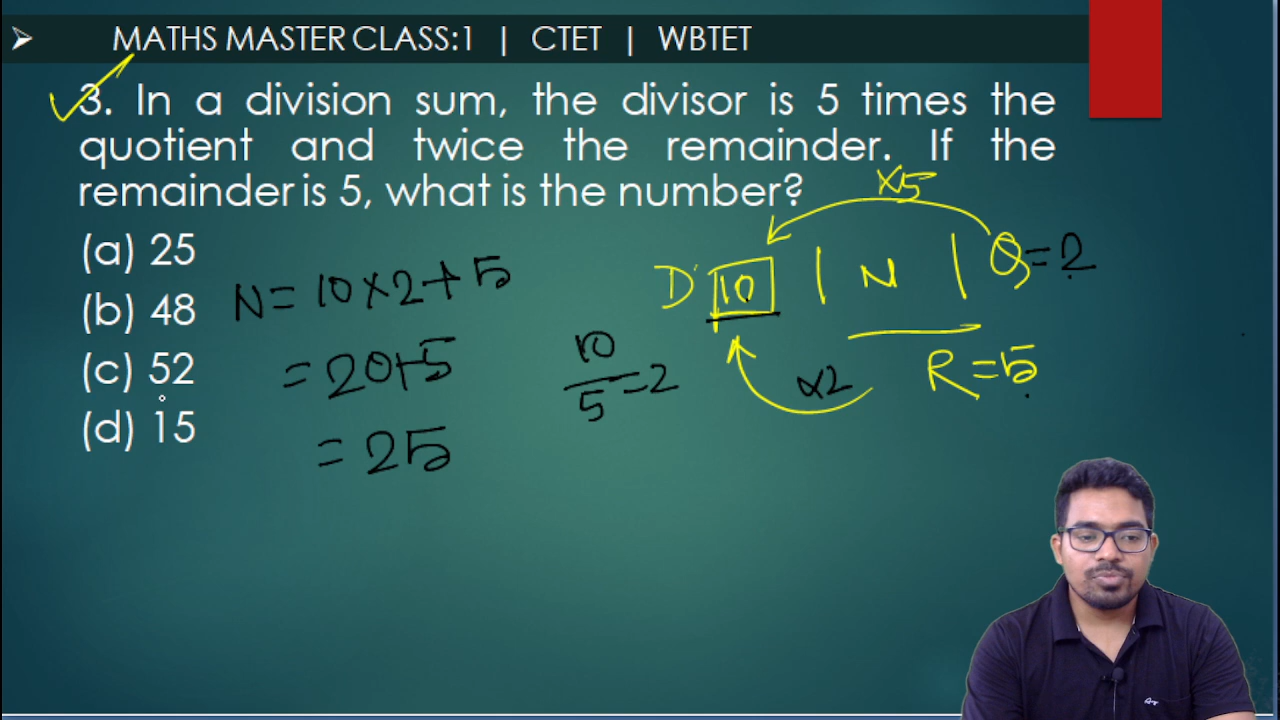 ➢ MATHS MASTER CLASS:1 | CTET | WBTET
3. In a division sum, the divisor is 5 times the
quotient and twice the remainder. If the
remainder is 5, what is the number?
(a) 25
(b) 48
(c) 52
(d) 15
N = 10 × 2 + 5
= 20 + 5
= 25
10/5 = 2
×5
D 10 | N | Q = 2
×2
R = 5